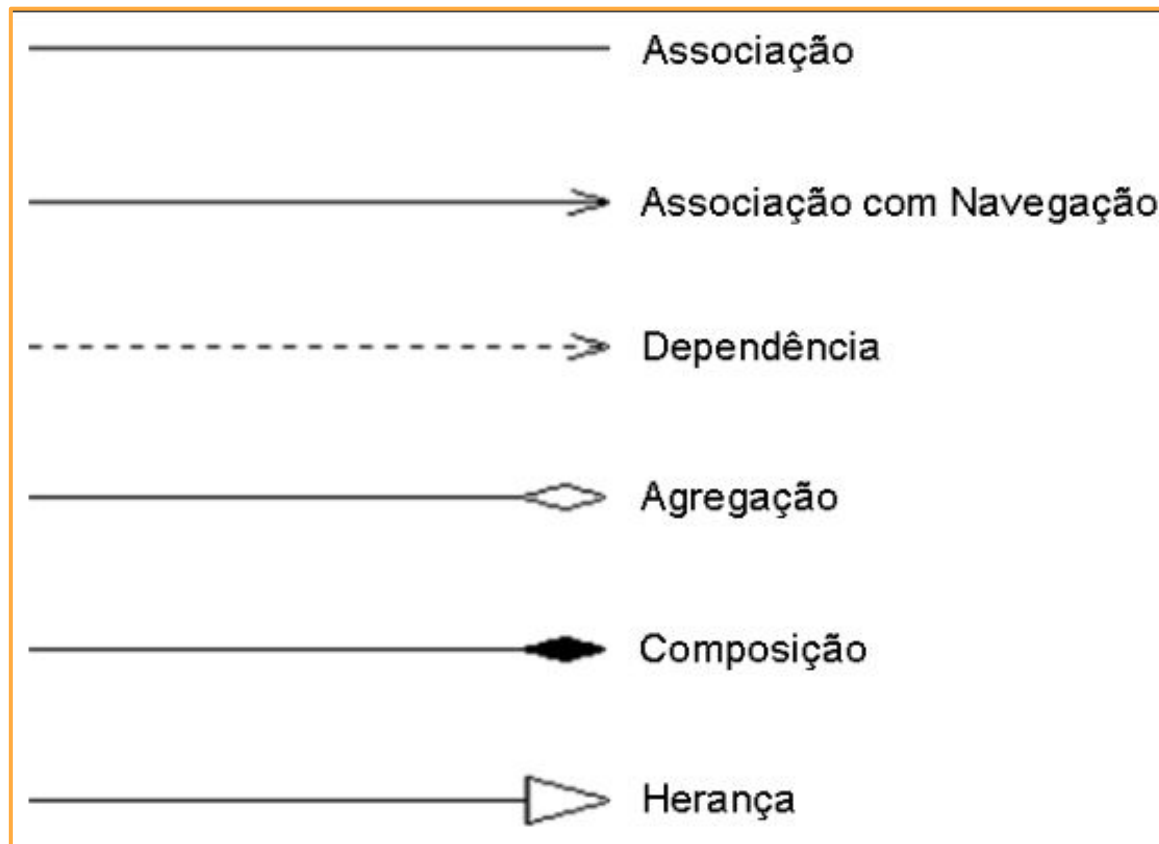 Associação
Associação com Navegação
Dependência
Agregação
Composição
Herança